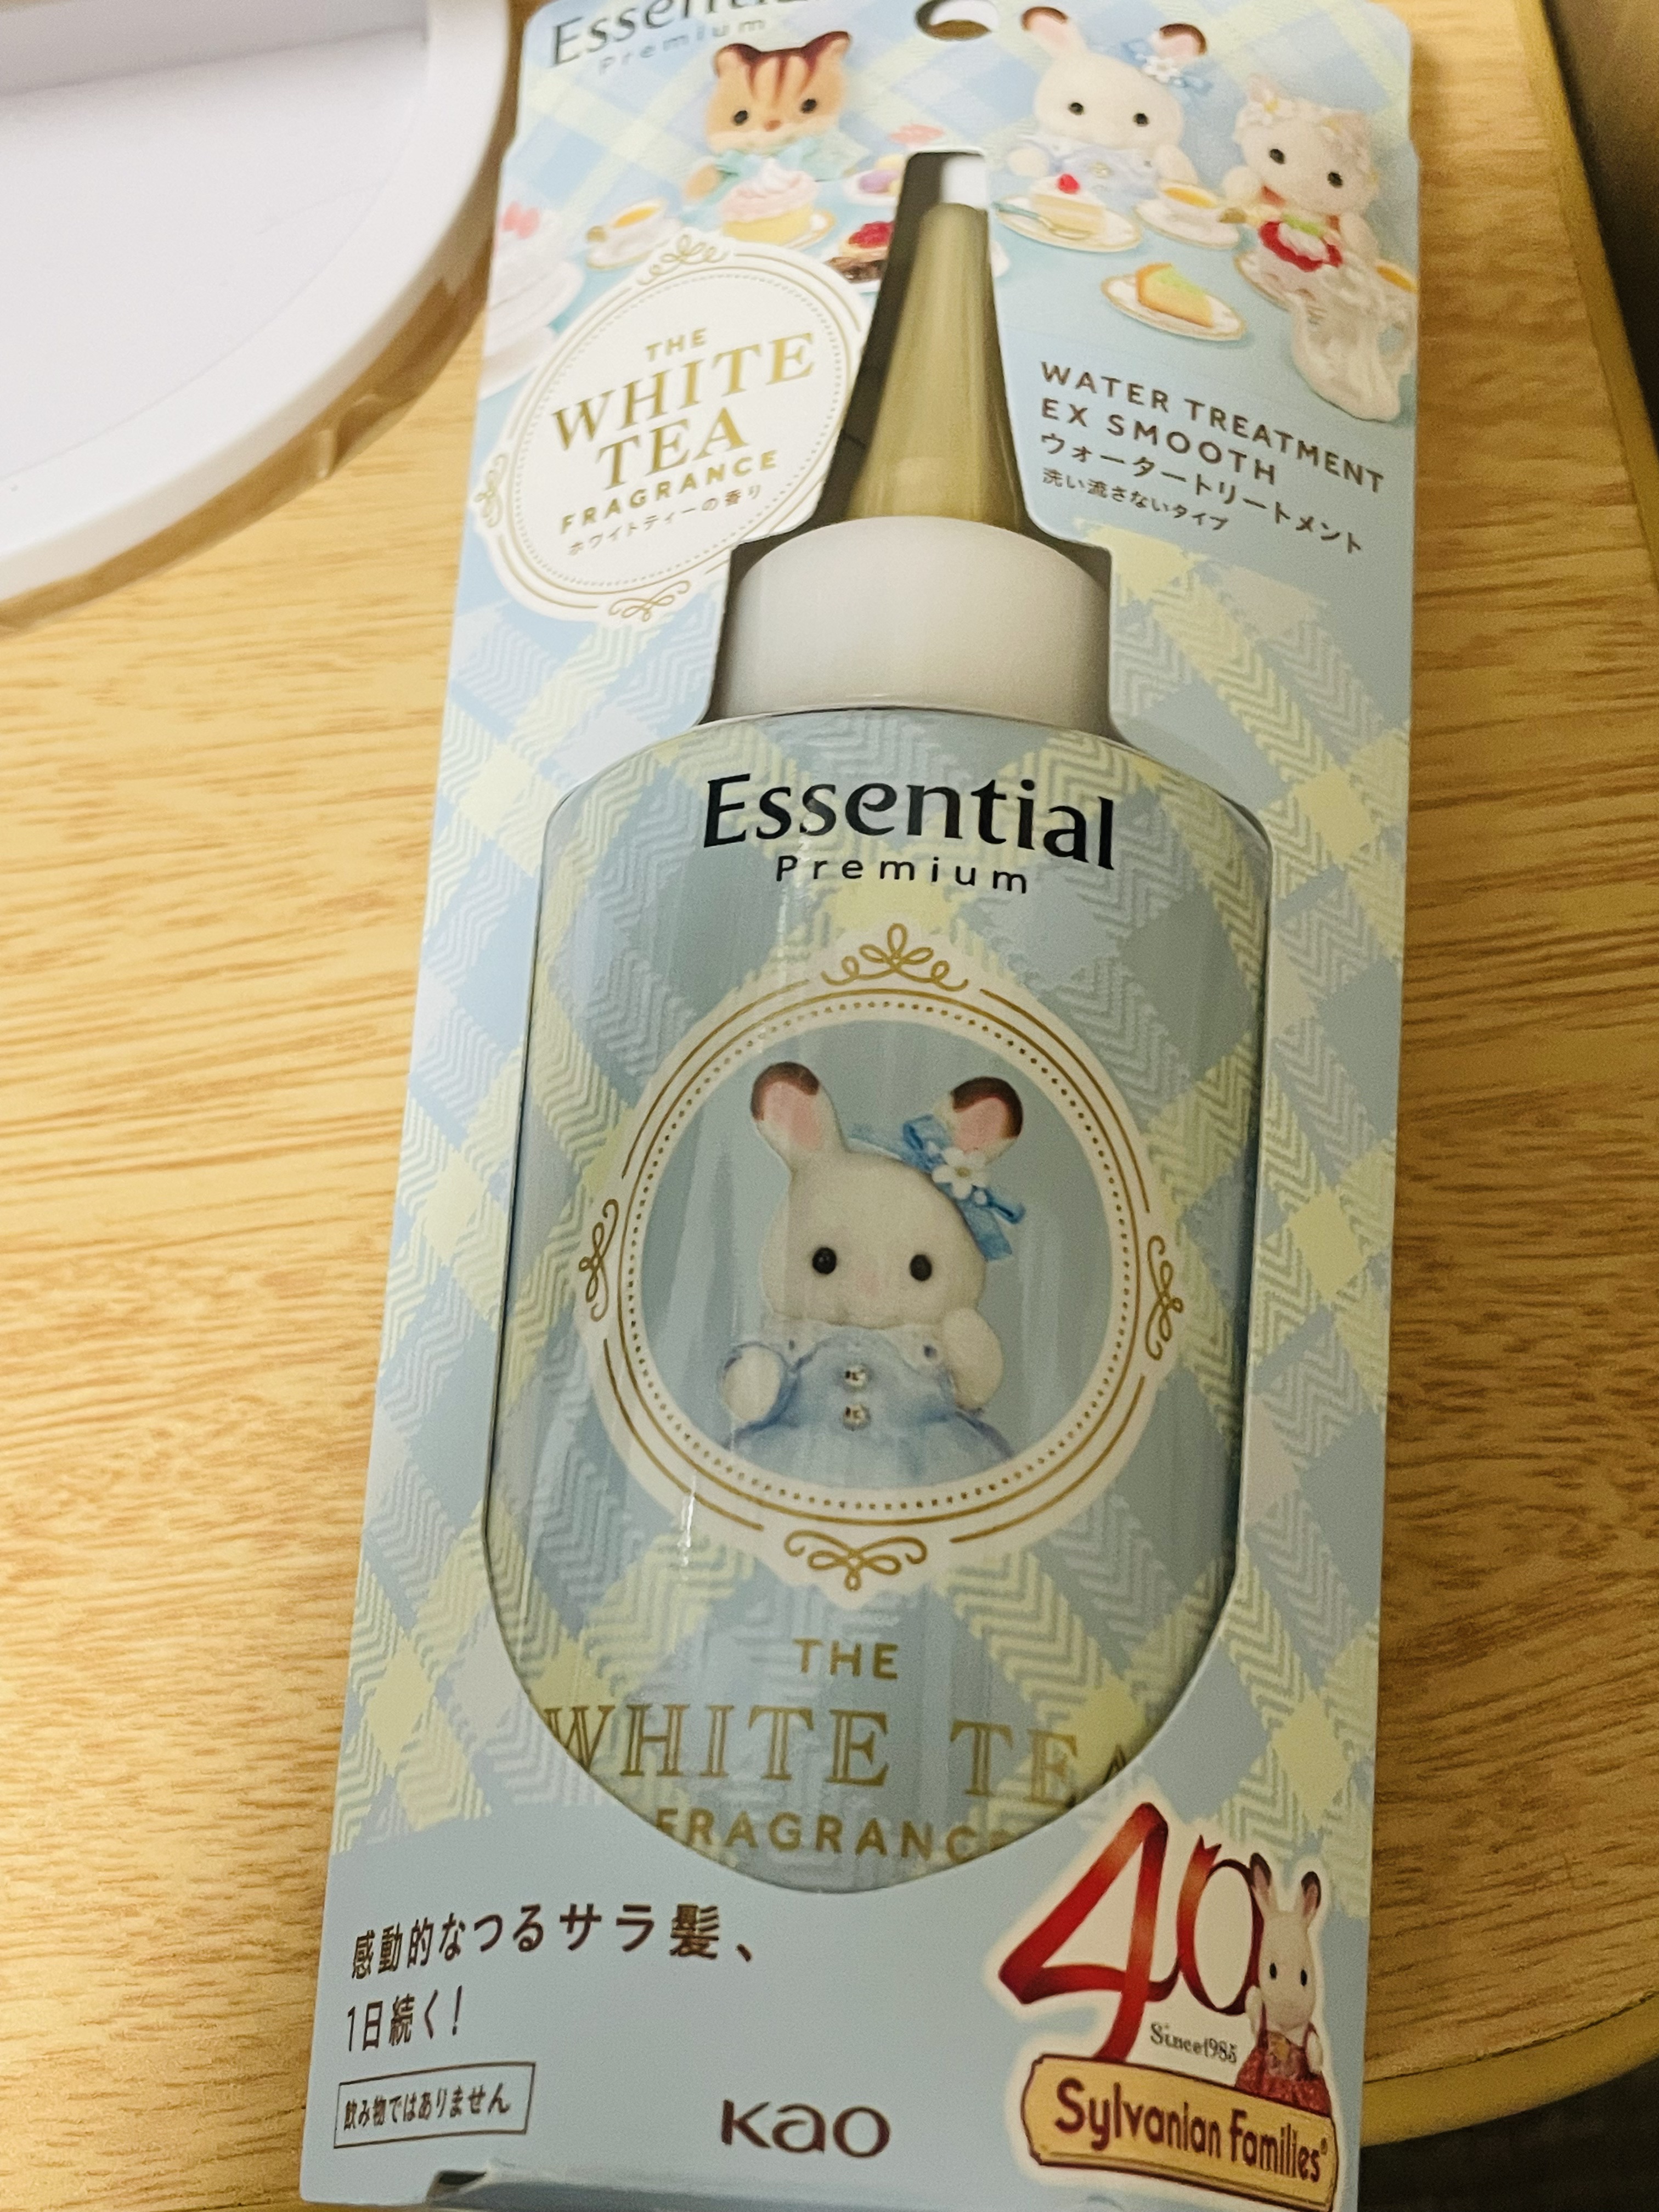 Essential
Premium
THE
WHITE
TEA
FRAGRANCE
ホワイトティーの香り
WATER TREATMENT
EX SMOOTH
ウォータートリートメント
洗い流さないタイプ
Essential
Premium
THE
WHITE TEA
FRAGRANCE
感動的なつるサラ髪、
1日続く!
飲み物ではありません
Kao
40
Since1985
Sylvanian Families®